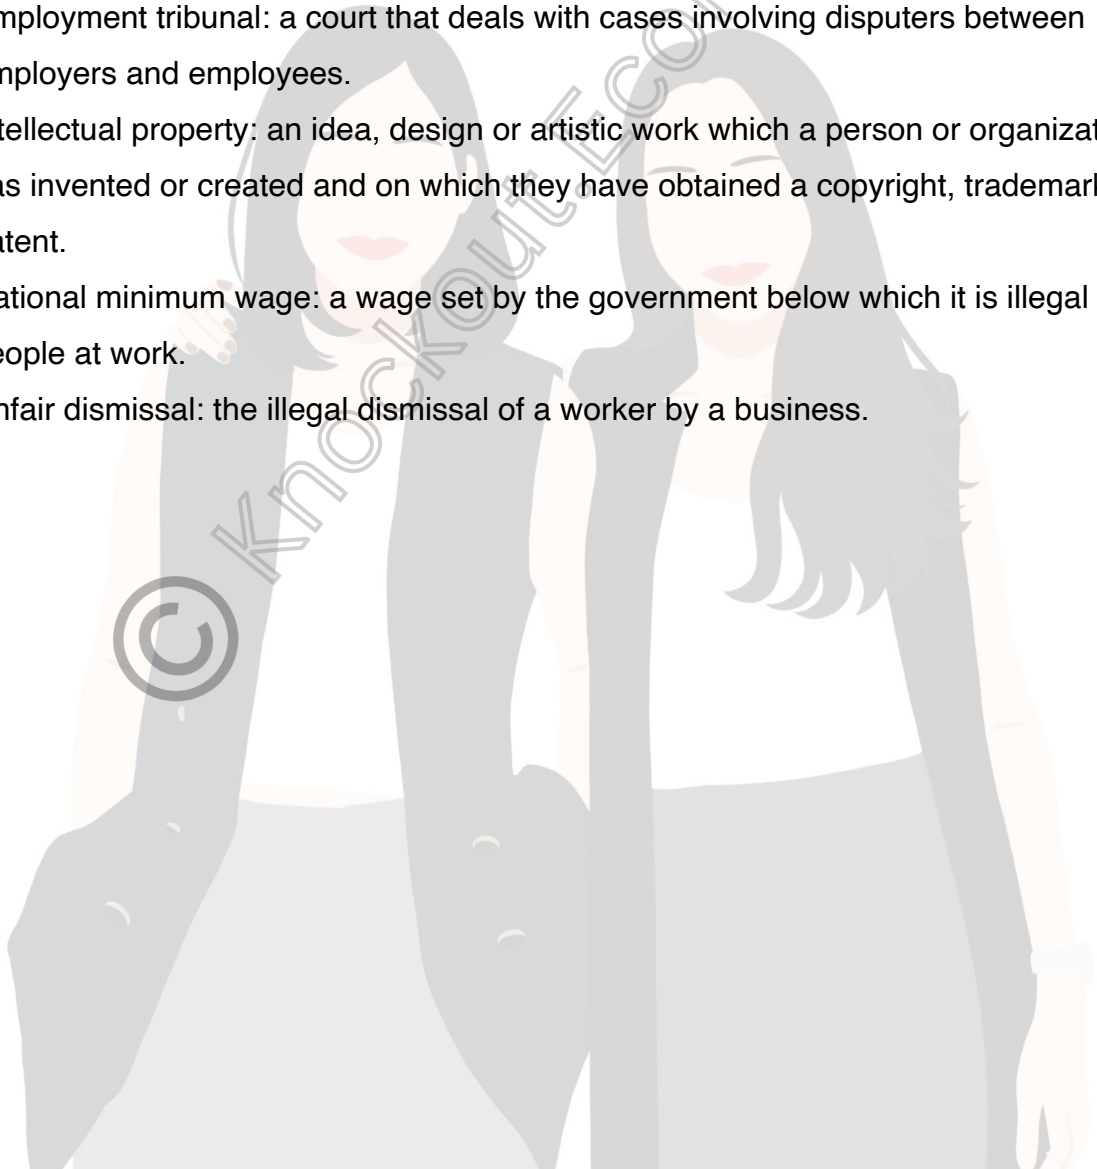 mployment tribunal: a court that deals with cases involving disputers between
mployers and employees.
tellectual property: an idea, design or artistic work which a person or organizat
as invented or created and on which they have obtained a copyright, trademark
atent.
ational minimum wage: a wage set by the government below which it is illegal
eople at work.
nfair dismissal: the illegal dismissal of a worker by a business.
© Knockout.Eco